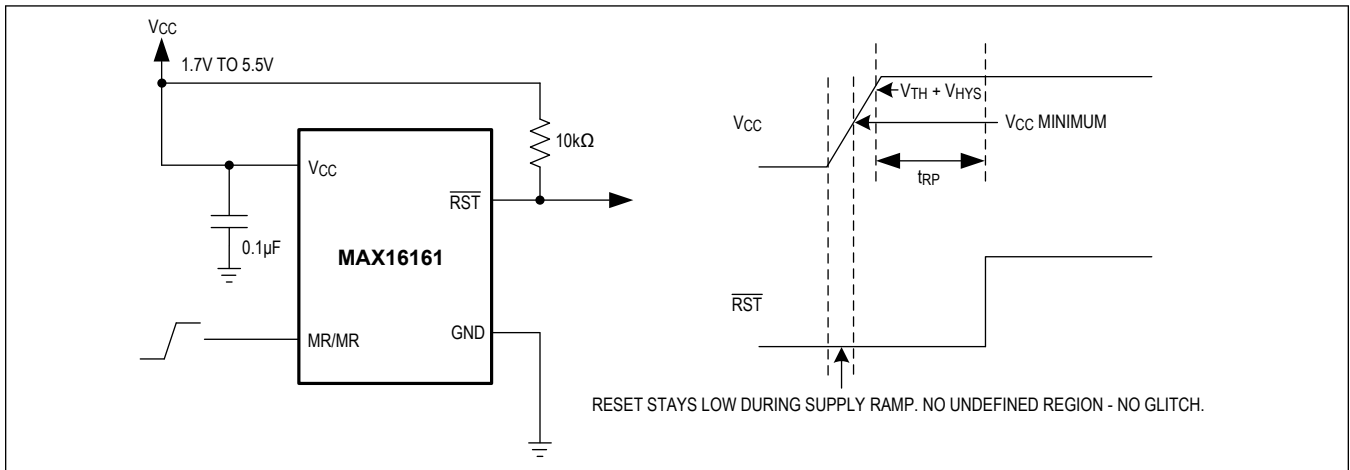 VCC
1.7V TO 5.5V
10kΩ
VCC
RST
0.1µF
MAX16161
MR/MR
GND
VTH + VHYS
VCC
VCC MINIMUM
tRP
RST
RESET STAYS LOW DURING SUPPLY RAMP. NO UNDEFINED REGION - NO GLITCH.